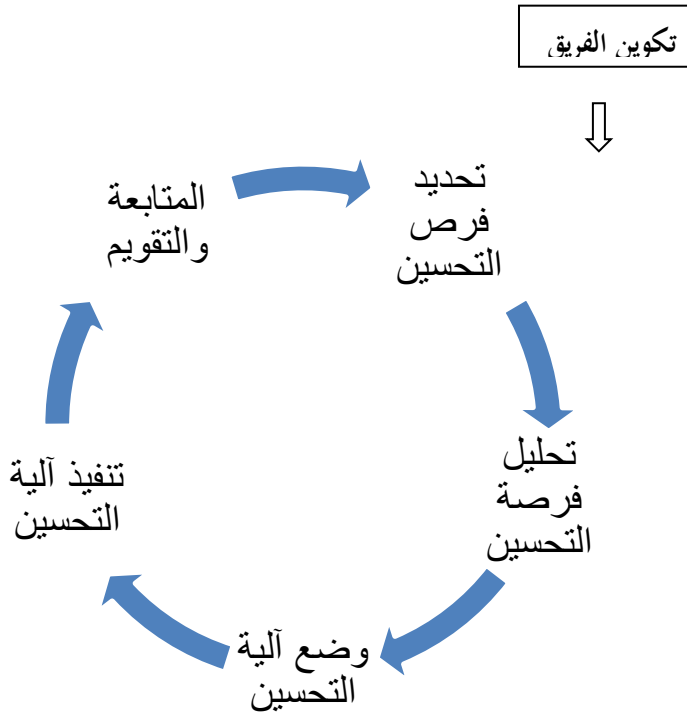 تكوين الفريق
تحديد
فرص
التحسين
تحليل
فرصة
التحسين
وضع آلية
التحسين
تنفيذ آلية
التحسين
المتابعة
والتقويم